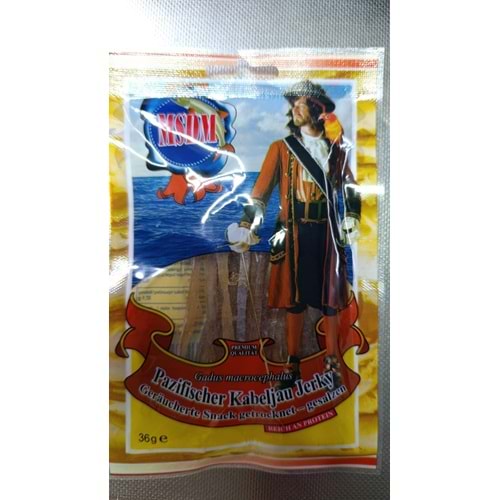 MSDM
PREMIUM
QUALITÄT
Gadus macrocephalus
Pazifischer Kabeljau Jerky
Geräucherte Snack getrocknet – gesalzen
REICH AN PROTEIN
36g e